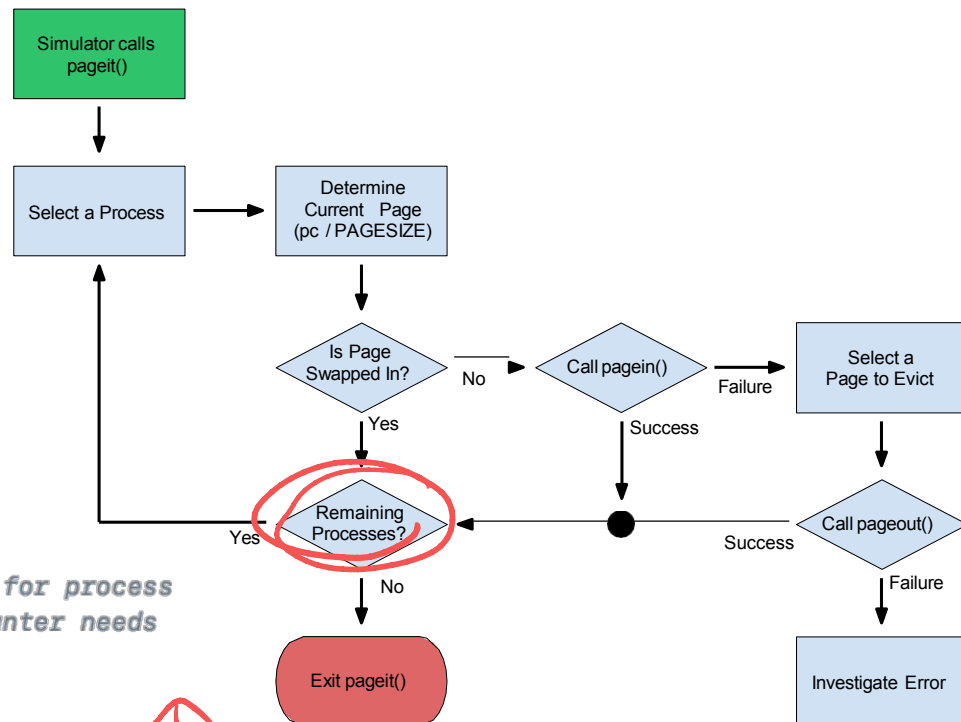 Simulator calls
pageit()
Select a Process
Determine
Current Page
(pc / PAGESIZE)
Is Page
Swapped In?
No
Call pagein()
Failure
Select a
Page to Evict
Yes
Success
Remaining
Processes?
Yes
Success
Call pageout()
No
Failure
for process
nter needs
Exit pageit()
Investigate Error